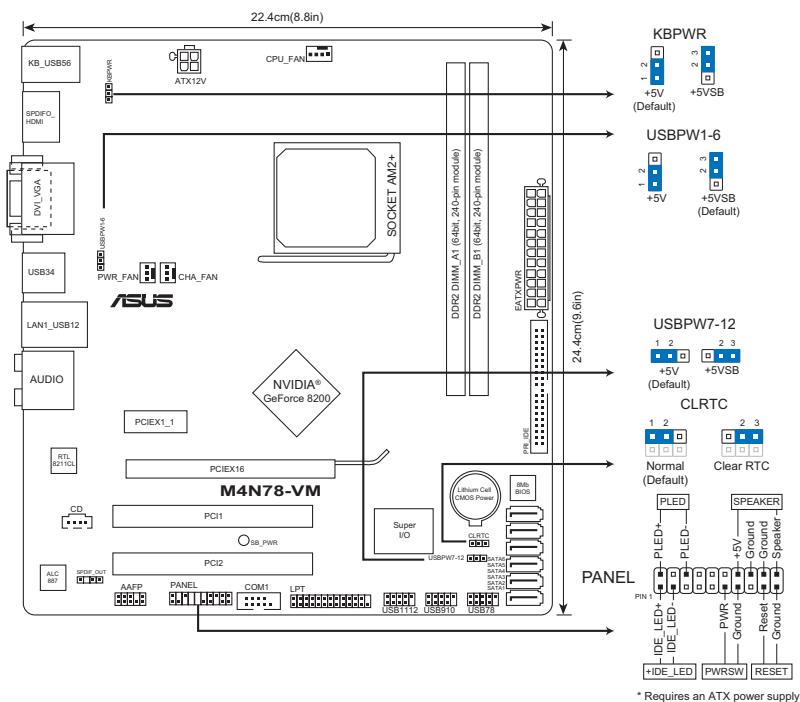 22.4cm(8.8in)
KB_USB56
KBPWR
ATX12V
CPU_FAN
SPDIFO_
HDMI
DVI_VGA
USBPW1-6
SOCKET AM2+
DDR2 DIMM_A1 (64bit, 240-pin module)
DDR2 DIMM_B1 (64bit, 240-pin module)
EATXPWR
24.4cm(9.6in)
USB34
PWR_FAN
CHA_FAN
ASUS
LAN1_USB12
AUDIO
NVIDIA®
GeForce 8200
PCIEX1_1
PRI_IDE
RTL
8211CL
PCIEX16
M4N78-VM
Lithium Cell
CMOS Power
8Mb
BIOS
CD
PCI1
Super
I/O
CLRTC
SB_PWR
USBPW7-12
SATA6
SATA5
SATA4
SATA3
SATA2
SATA1
PCI2
ALC
887
SPDIF_OUT
AAFP
PANEL
COM1
LPT
USB1112
USB910
USB78
KBPWR
1 2
2 3
+5V
(Default)
+5VSB
USBPW1-6
1 2
2 3
+5V
+5VSB
(Default)
USBPW7-12
1 2
2 3
+5V
(Default)
+5VSB
CLRTC
1 2
2 3
Normal
(Default)
Clear RTC
PLED
SPEAKER
PLED+
PLED-
+5V
Ground
Ground
Speaker
PANEL
PIN 1
IDE_LED+
IDE_LED-
PWR
Ground
Reset
Ground
+IDE_LED
PWRSW
RESET
* Requires an ATX power supply